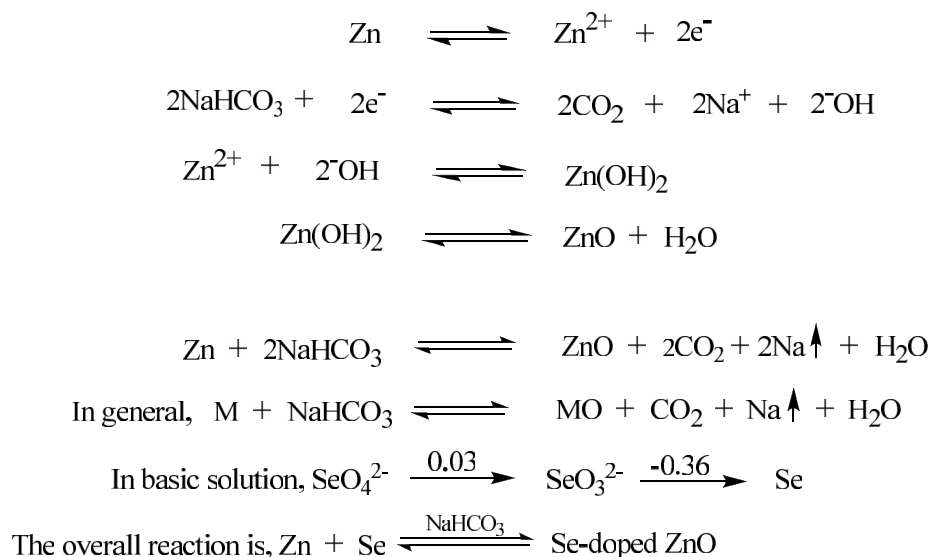 Zn ⇌ Zn²⁺ + 2e⁻
2NaHCO₃ + 2e⁻ ⇌ 2CO₂ + 2Na⁺ + 2⁻OH
Zn²⁺ + 2⁻OH ⇌ Zn(OH)₂
Zn(OH)₂ ⇌ ZnO + H₂O
Zn + 2NaHCO₃ ⇌ ZnO + 2CO₂ + 2Na↑ + H₂O
In general, M + NaHCO₃ ⇌ MO + CO₂ + Na↑ + H₂O
In basic solution, SeO₄²⁻ 0.03→ SeO₃²⁻ -0.36→ Se
The overall reaction is, Zn + Se NaHCO₃⇌ Se-doped ZnO